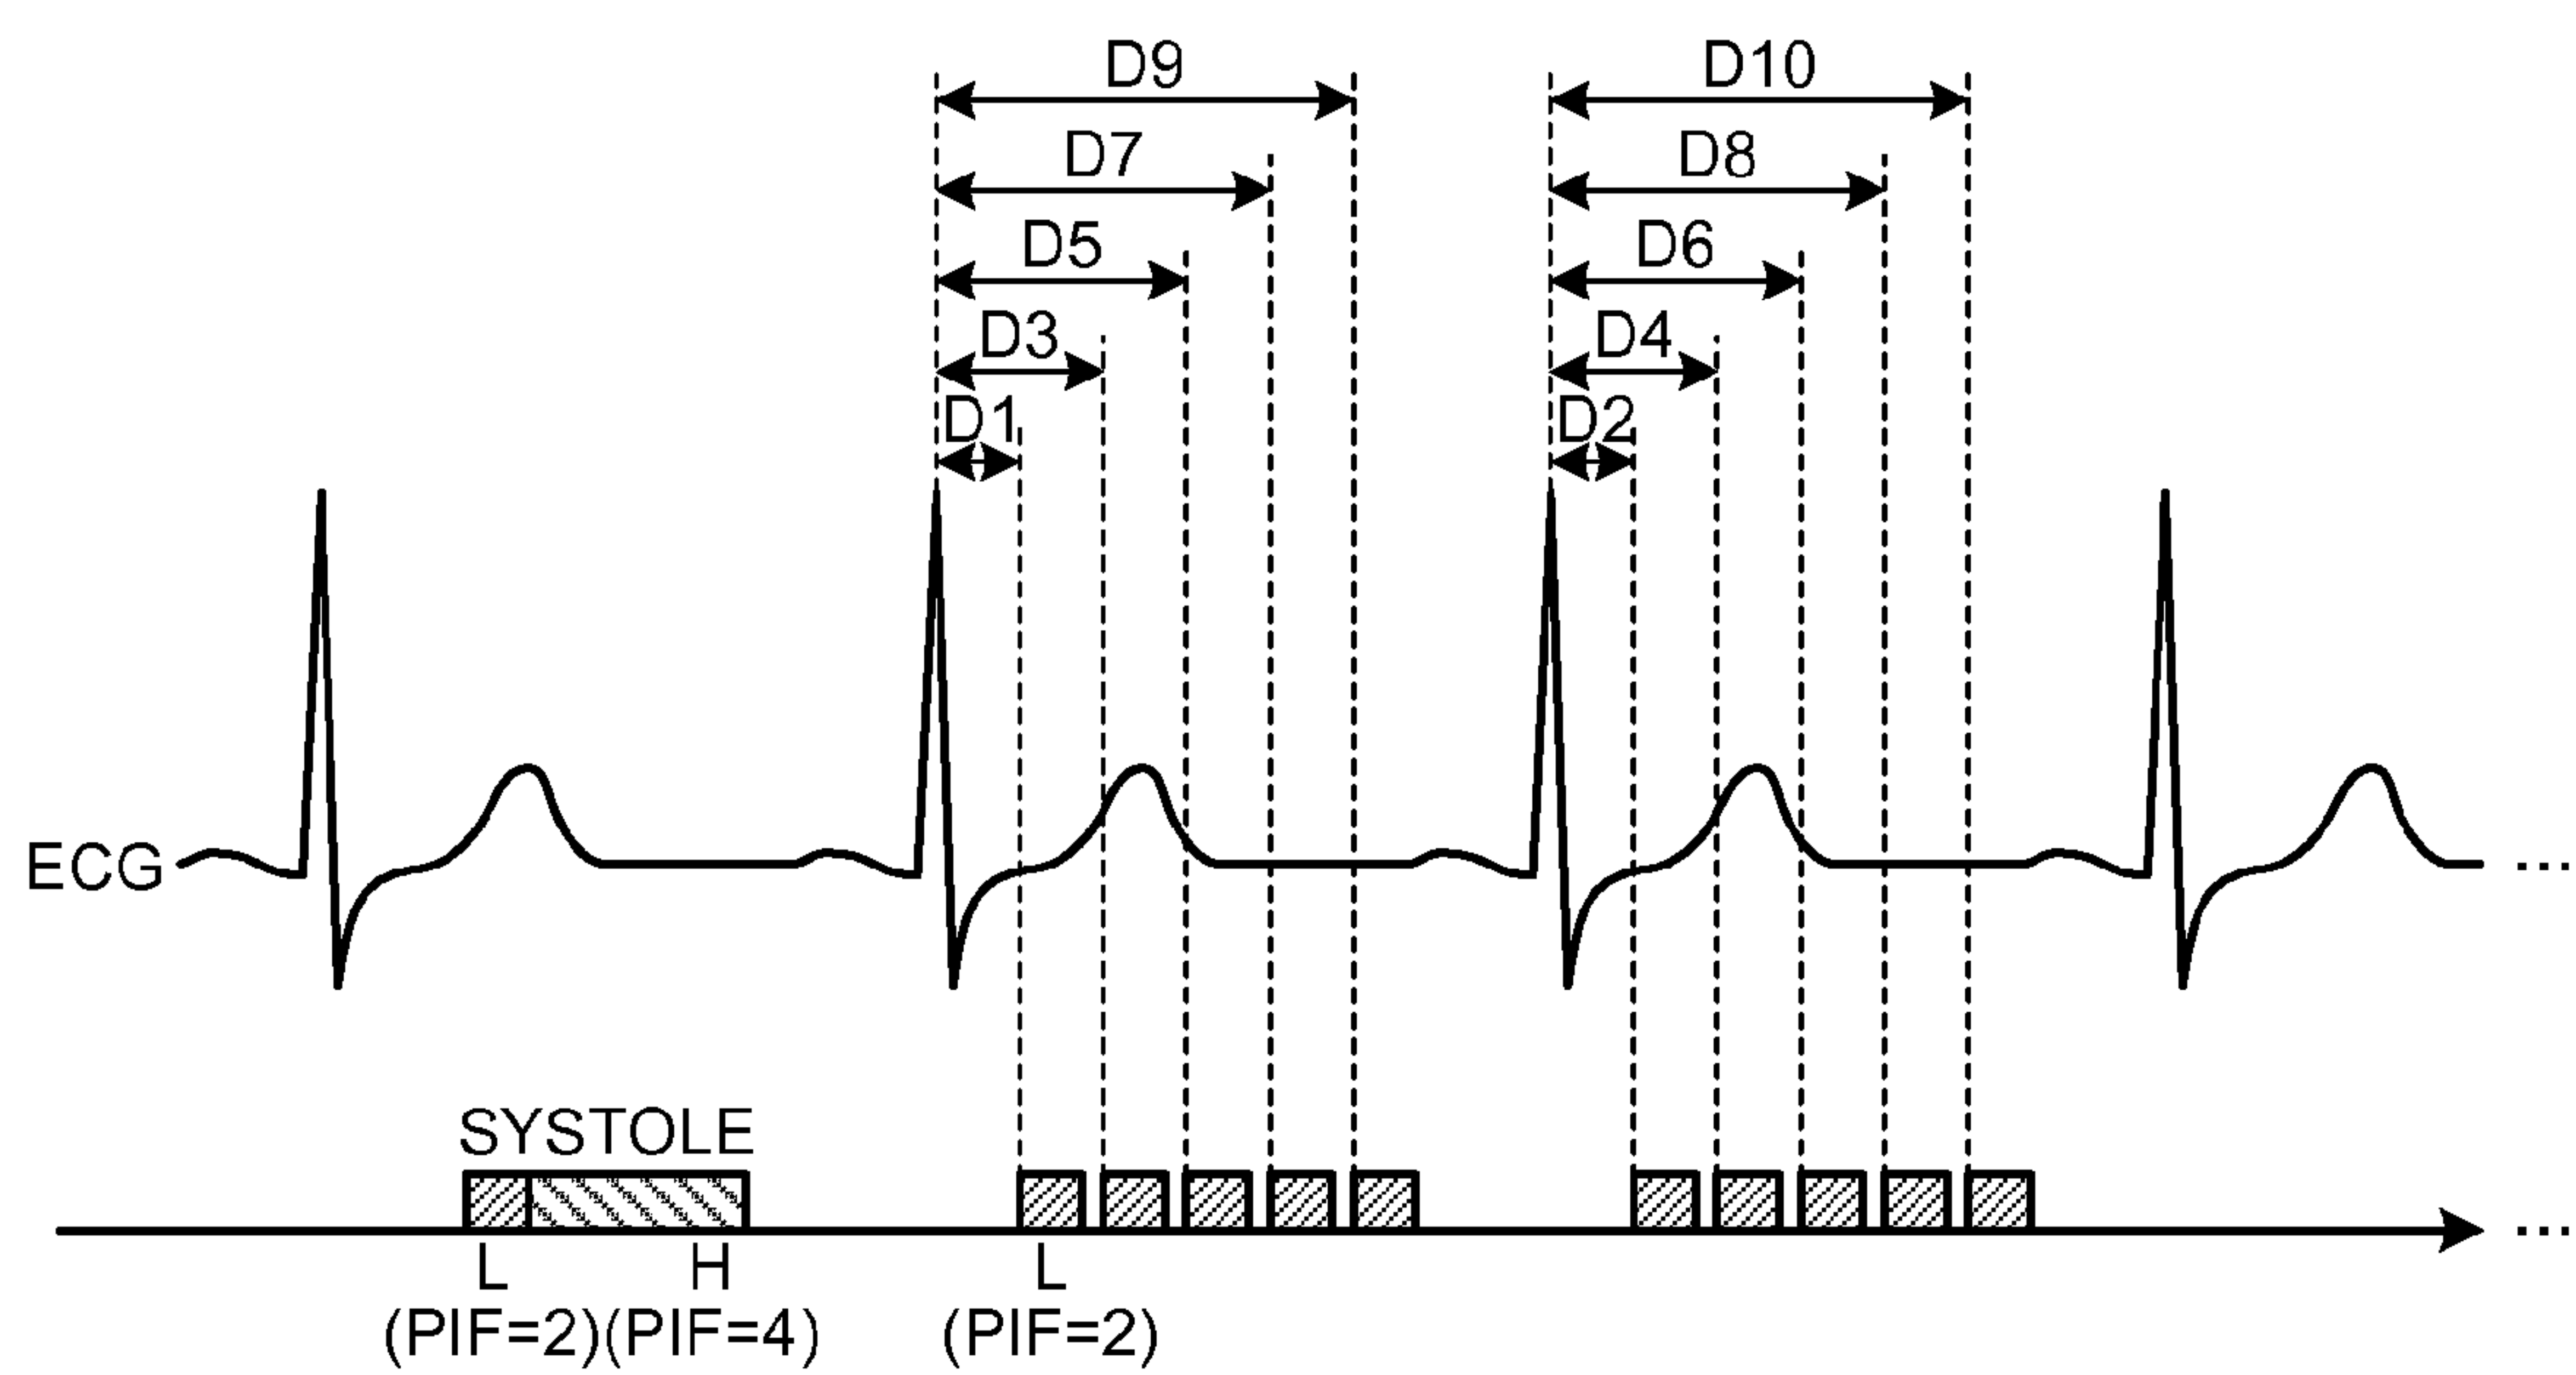 D9 D10
D7 D8
D5 D6
D3 D4
D1 D2
ECG ...
SYSTOLE
...
L H L
(PIF=2)(PIF=4) (PIF=2)